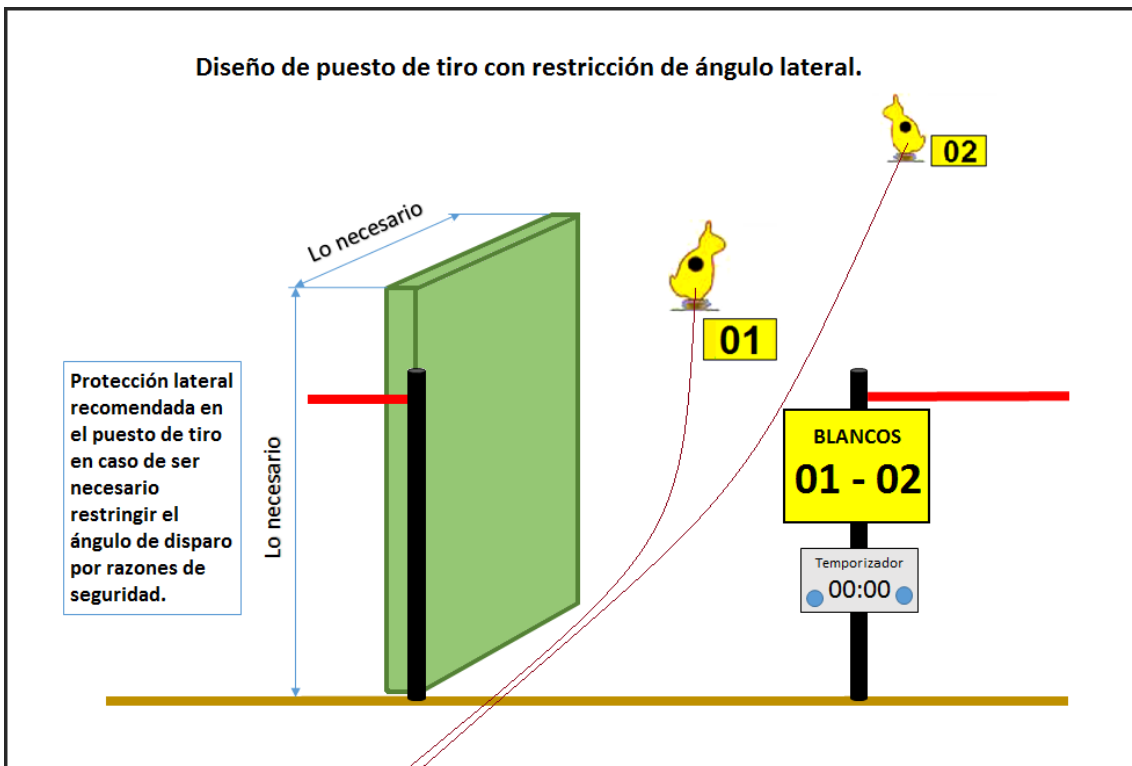 Diseño de puesto de tiro con restricción de ángulo lateral.
02
Lo necesario
01
Lo necesario
Protección lateral
recomendada en
el puesto de tiro
en caso de ser
necesario
restringir el
ángulo de disparo
por razones de
seguridad.
BLANCOS
01 - 02
Temporizador
00:00